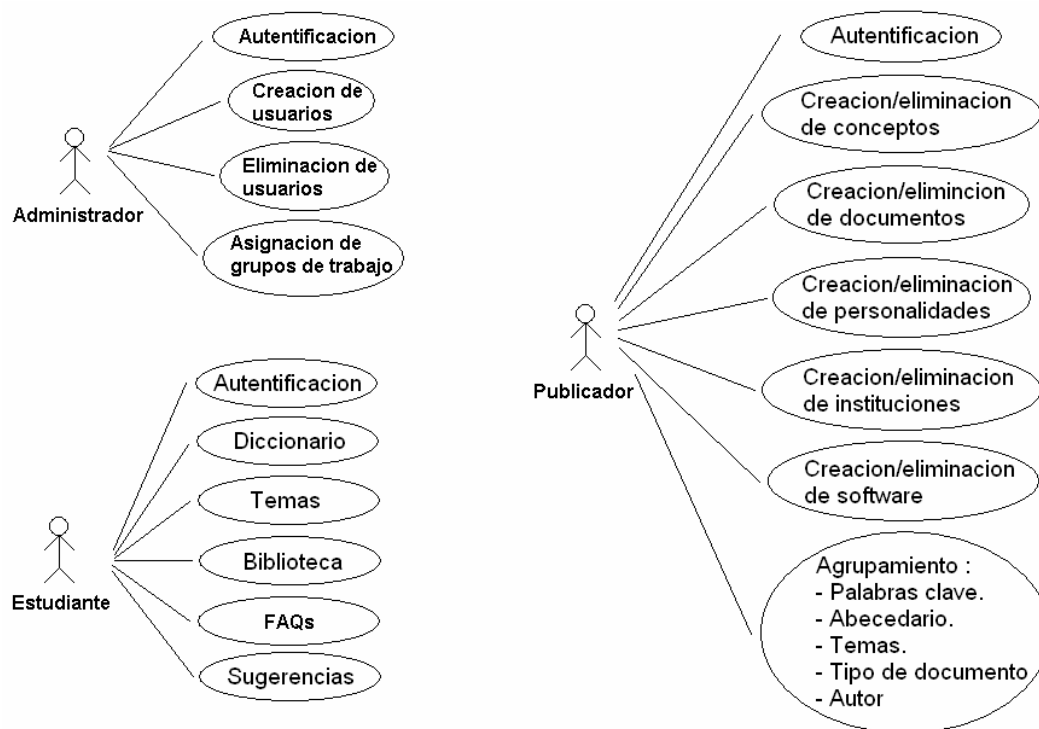 Autentificacion
Creacion de
usuarios
Eliminacion de
usuarios
Asignacion de
grupos de trabajo
Administrador
Autentificacion
Diccionario
Temas
Biblioteca
FAQs
Sugerencias
Estudiante
Autentificacion
Creacion/eliminacion
de conceptos
Creacion/elimincion
de documentos
Creacion/eliminacion
de personalidades
Creacion/eliminacion
de instituciones
Creacion/eliminacion
de software
Agrupamiento :
- Palabras clave.
- Abecedario.
- Temas.
- Tipo de documento
- Autor
Publicador